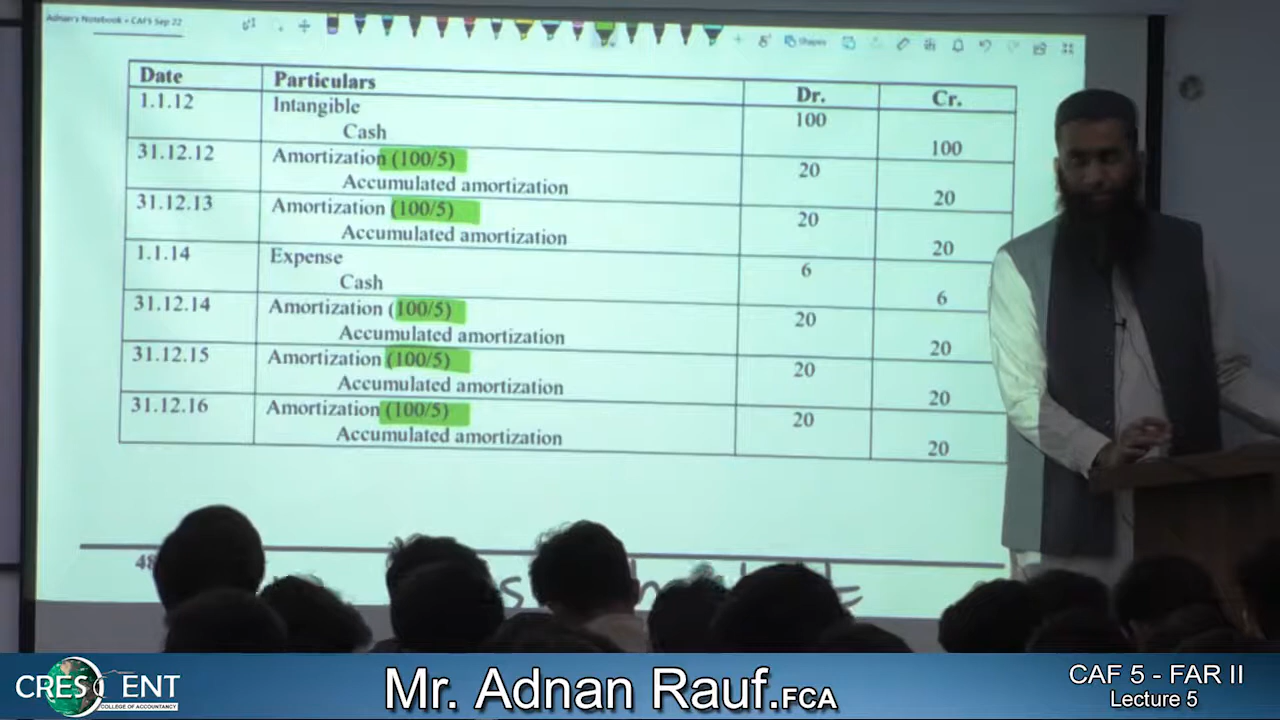 Adnan's Notebook • CAF5 Sep 22
Shapes
Date Particulars Dr. Cr.
1.1.12 Intangible 100
Cash 100
31.12.12 Amortization (100/5) 20
Accumulated amortization 20
31.12.13 Amortization (100/5) 20
Accumulated amortization 20
1.1.14 Expense 6
Cash 6
31.12.14 Amortization (100/5) 20
Accumulated amortization 20
31.12.15 Amortization (100/5) 20
Accumulated amortization 20
31.12.16 Amortization (100/5) 20
Accumulated amortization 20
CRESCENT
COLLEGE OF ACCOUNTANCY
Mr. Adnan Rauf.FCA
CAF 5 - FAR II
Lecture 5